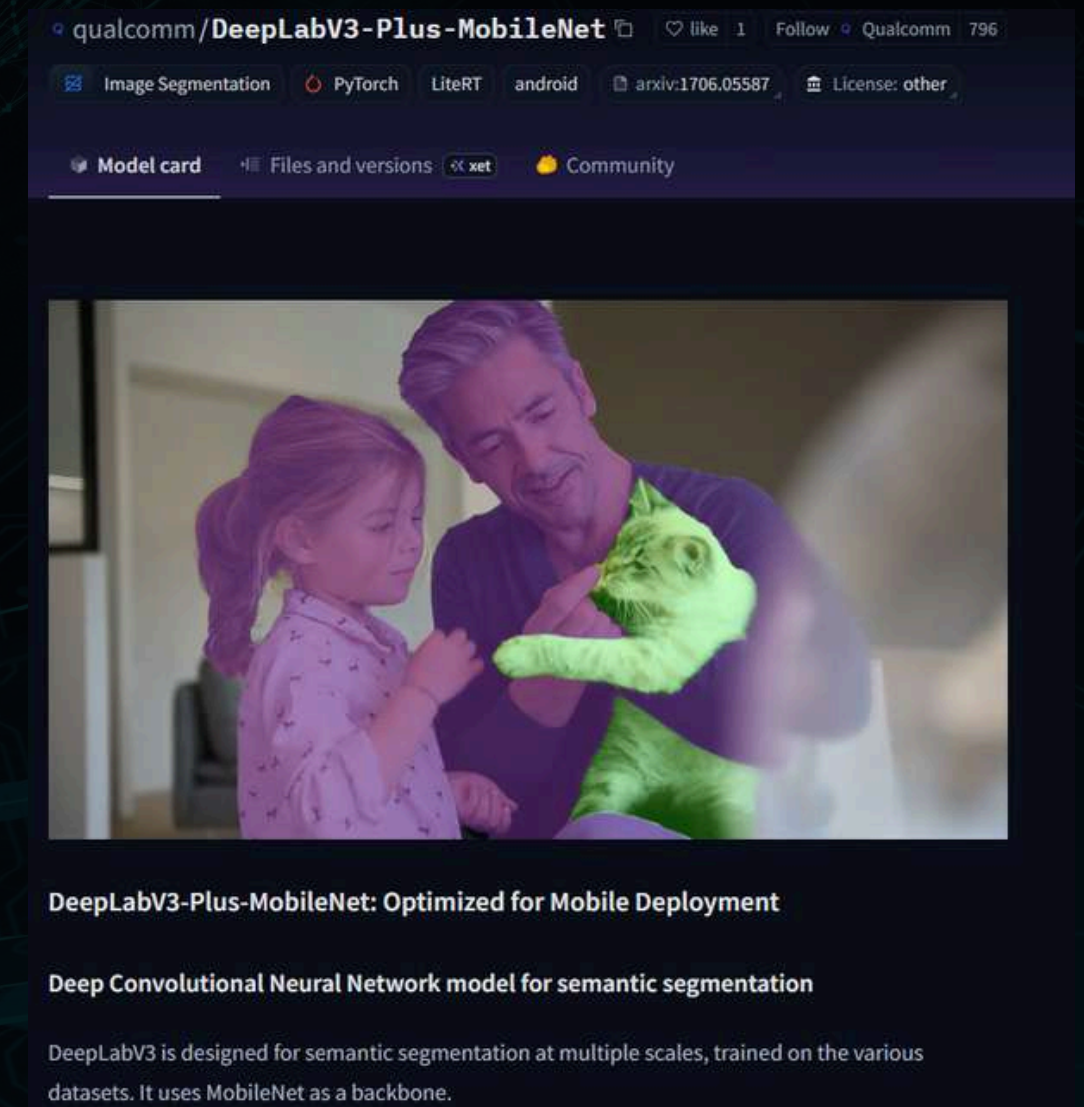 qualcomm/DeepLabV3-Plus-MobileNet like 1 Follow Qualcomm 796
Image Segmentation PyTorch LiteRT android arxiv:1706.05587 License: other
Model card Files and versions xet Community
DeepLabV3-Plus-MobileNet: Optimized for Mobile Deployment
Deep Convolutional Neural Network model for semantic segmentation
DeepLabV3 is designed for semantic segmentation at multiple scales, trained on the various
datasets. It uses MobileNet as a backbone.